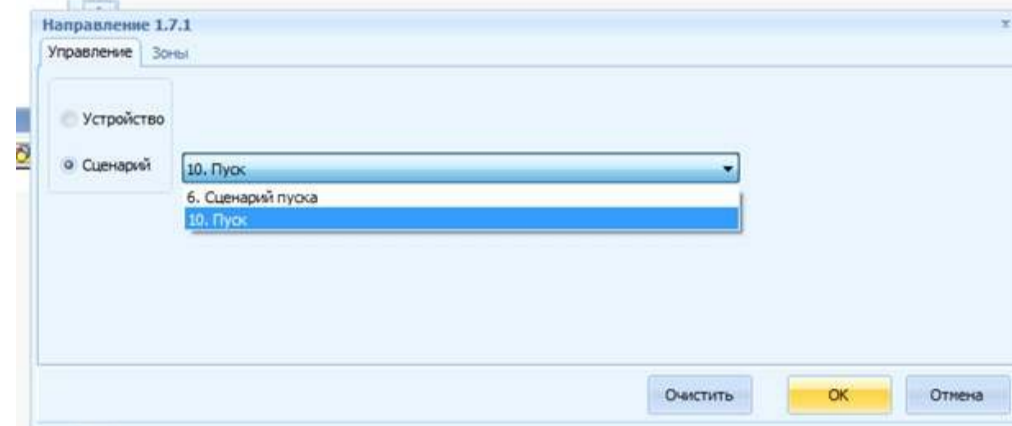 Направление 1.7.1
Управление Зоны
Устройство
Сценарий 10. Пуск
6. Сценарий пуска
10. Пуск
Очистить OK Отмена